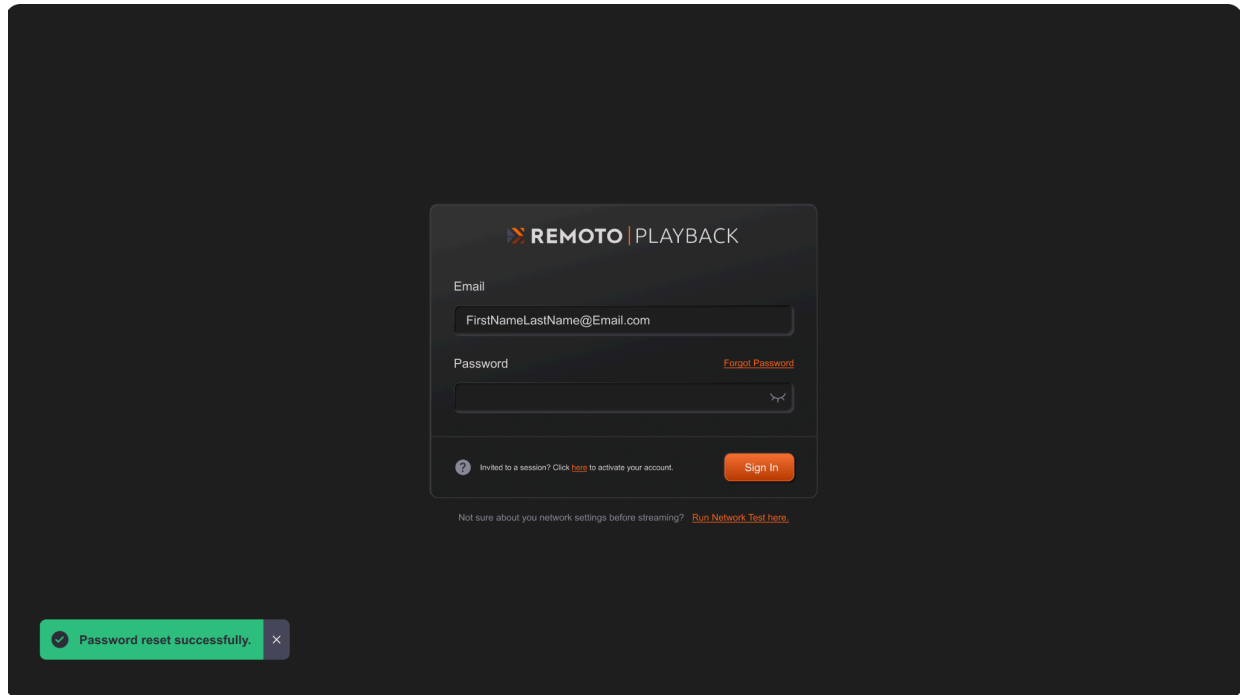 REMOTO|PLAYBACK
Email
FirstNameLastName@Email.com
Password
Forgot Password
Invited to a session? Click here to activate your account.
Sign In
Not sure about you network settings before streaming? Run Network Test here.
Password reset successfully.